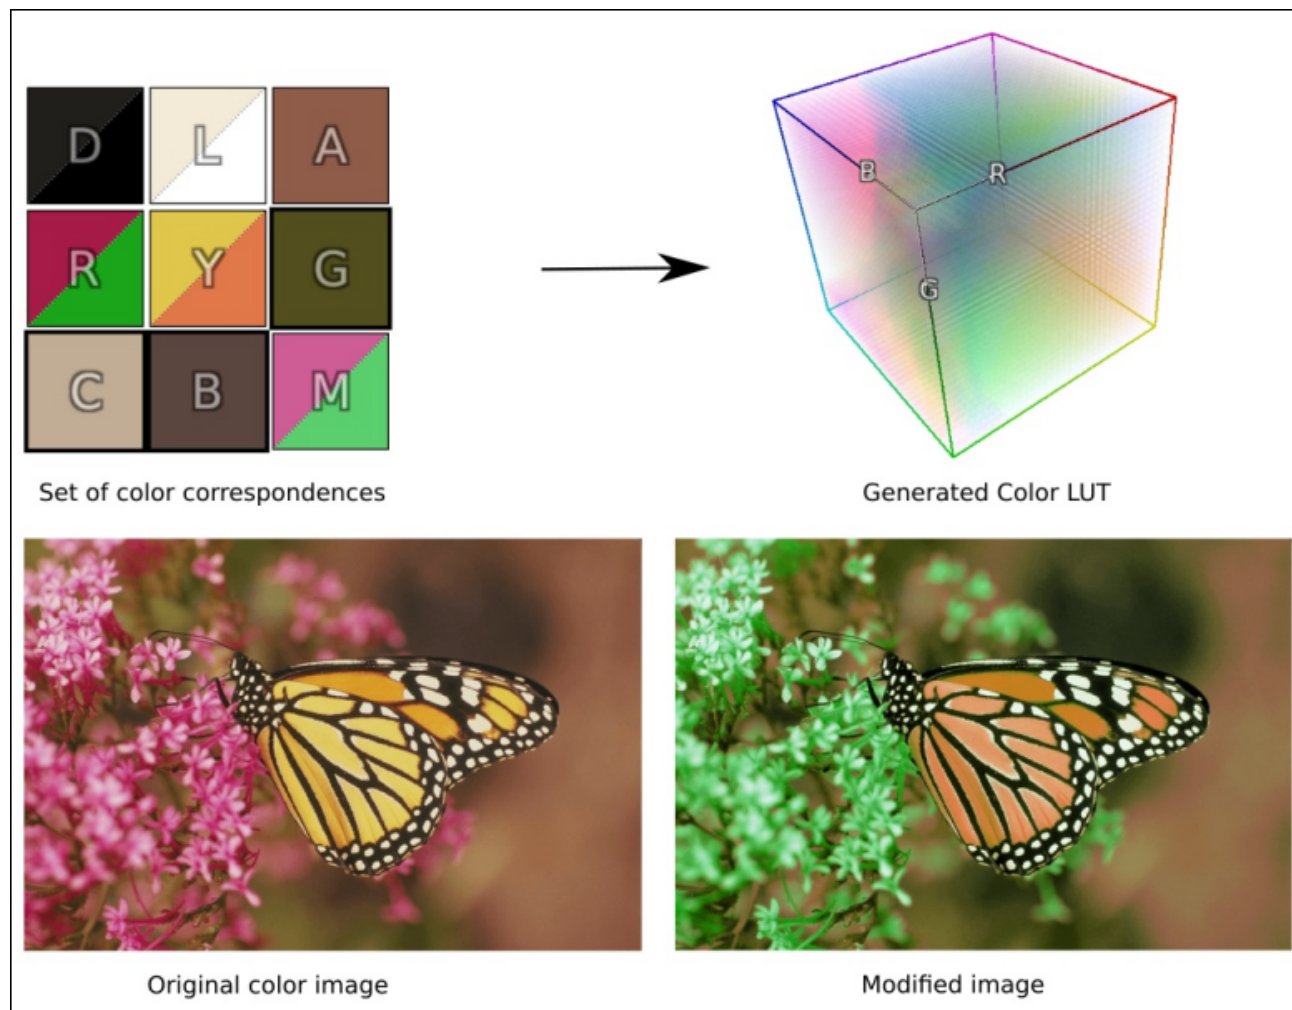 D L A
R Y G
C B M
B R
G
Set of color correspondences
Generated Color LUT
Original color image
Modified image